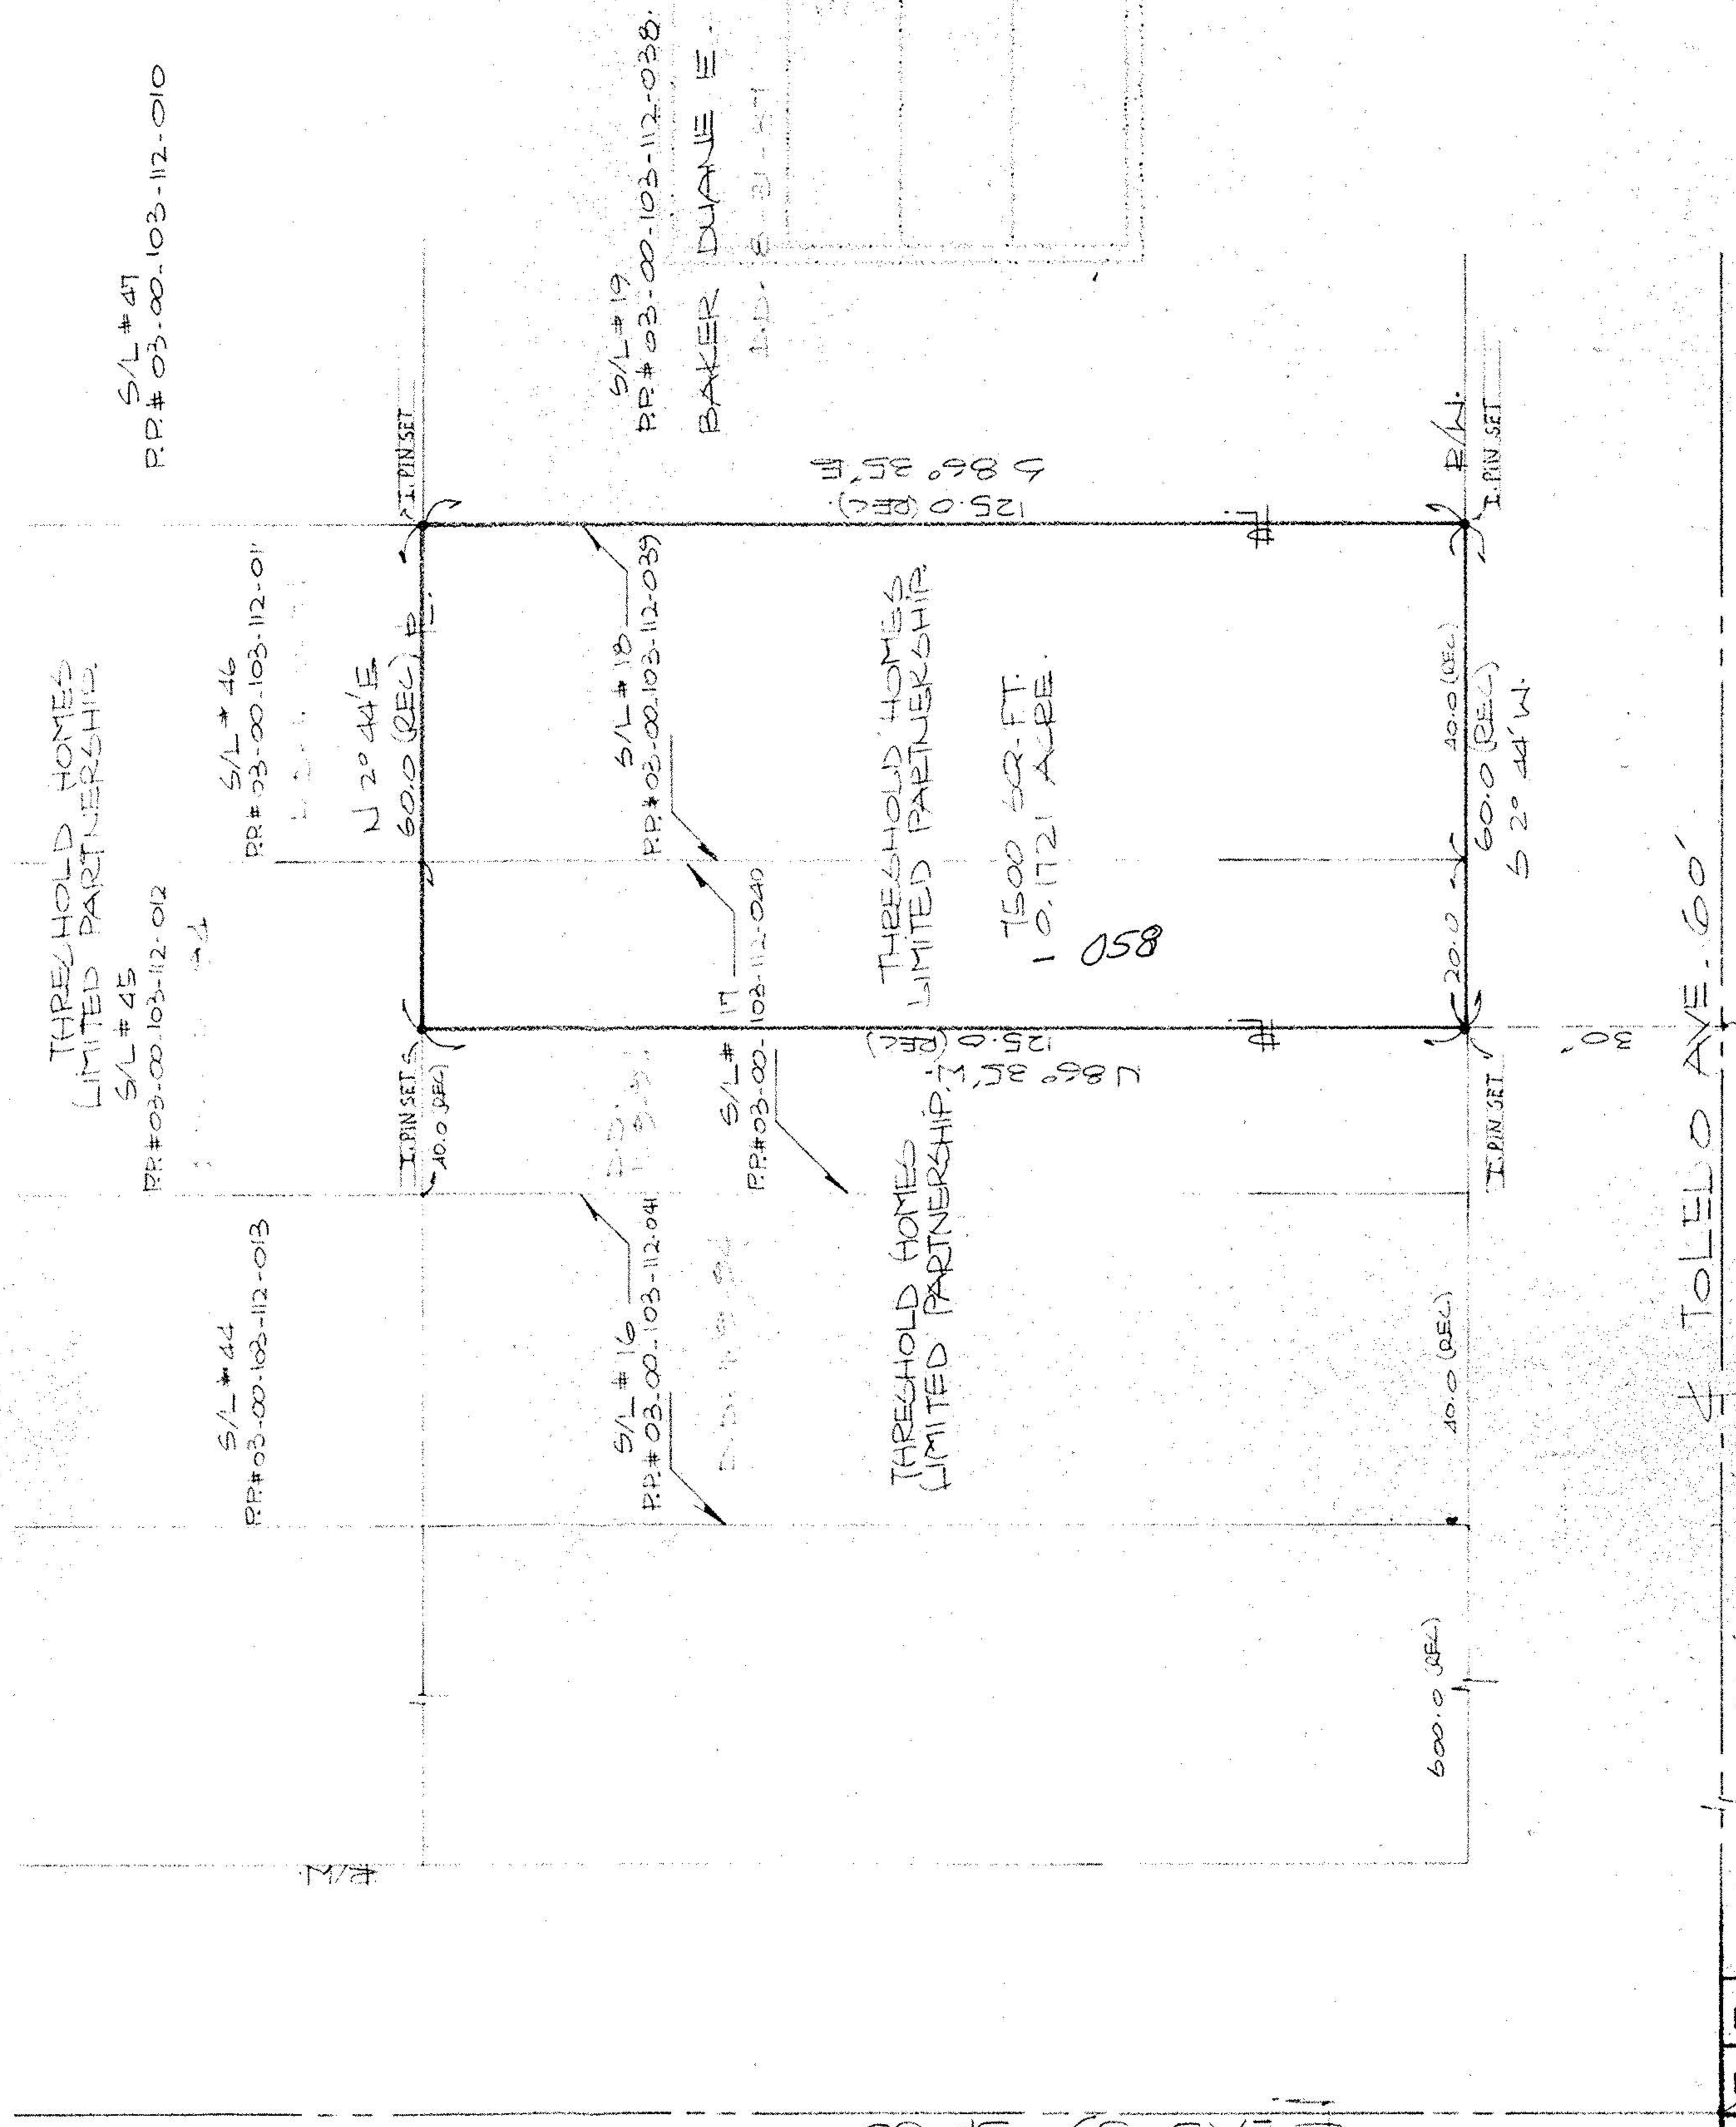 S/L # 47
P.P.# 03-00-103-112-010
THRESHOLD HOMES
LIMITED PARTNERSHIP.
S/L # 45
P.P.#03-00-103-112-012
S/L # 46
P.P.# 03-00-103-112-011
S/L # 44
P.P.#03-00-103-112-013
N 2° 44' E
60.0 (REC)
I. PIN SET
I. PIN SET
40.0 (REC)
S/L # 19
P.P.# 03-00-103-112-038
BAKER DUANE E.
S 86° 35' E
125.0 (REC).
S/L # 18
P.P.#03-00-103-112-039
S/L # 17
P.P.#03-00-103-112-040
S/L # 16
P.P.# 03-00-103-112-041
THRESHOLD HOMES
LIMITED PARTNERSHIP.
7500 SQ. FT.
0.1721 ACRE.
058
N 86° 35' W.
125.0 (REC)
THRESHOLD HOMES
LIMITED PARTNERSHIP.
R/W.
I. PIN SET
40.0 (REC)
20.0
60.0 (REC)
S 2° 44' W.
I. PIN SET
40.0 (REC)
600.0 (REC)
R/W.
30'
TOLEDO AVE. 60'